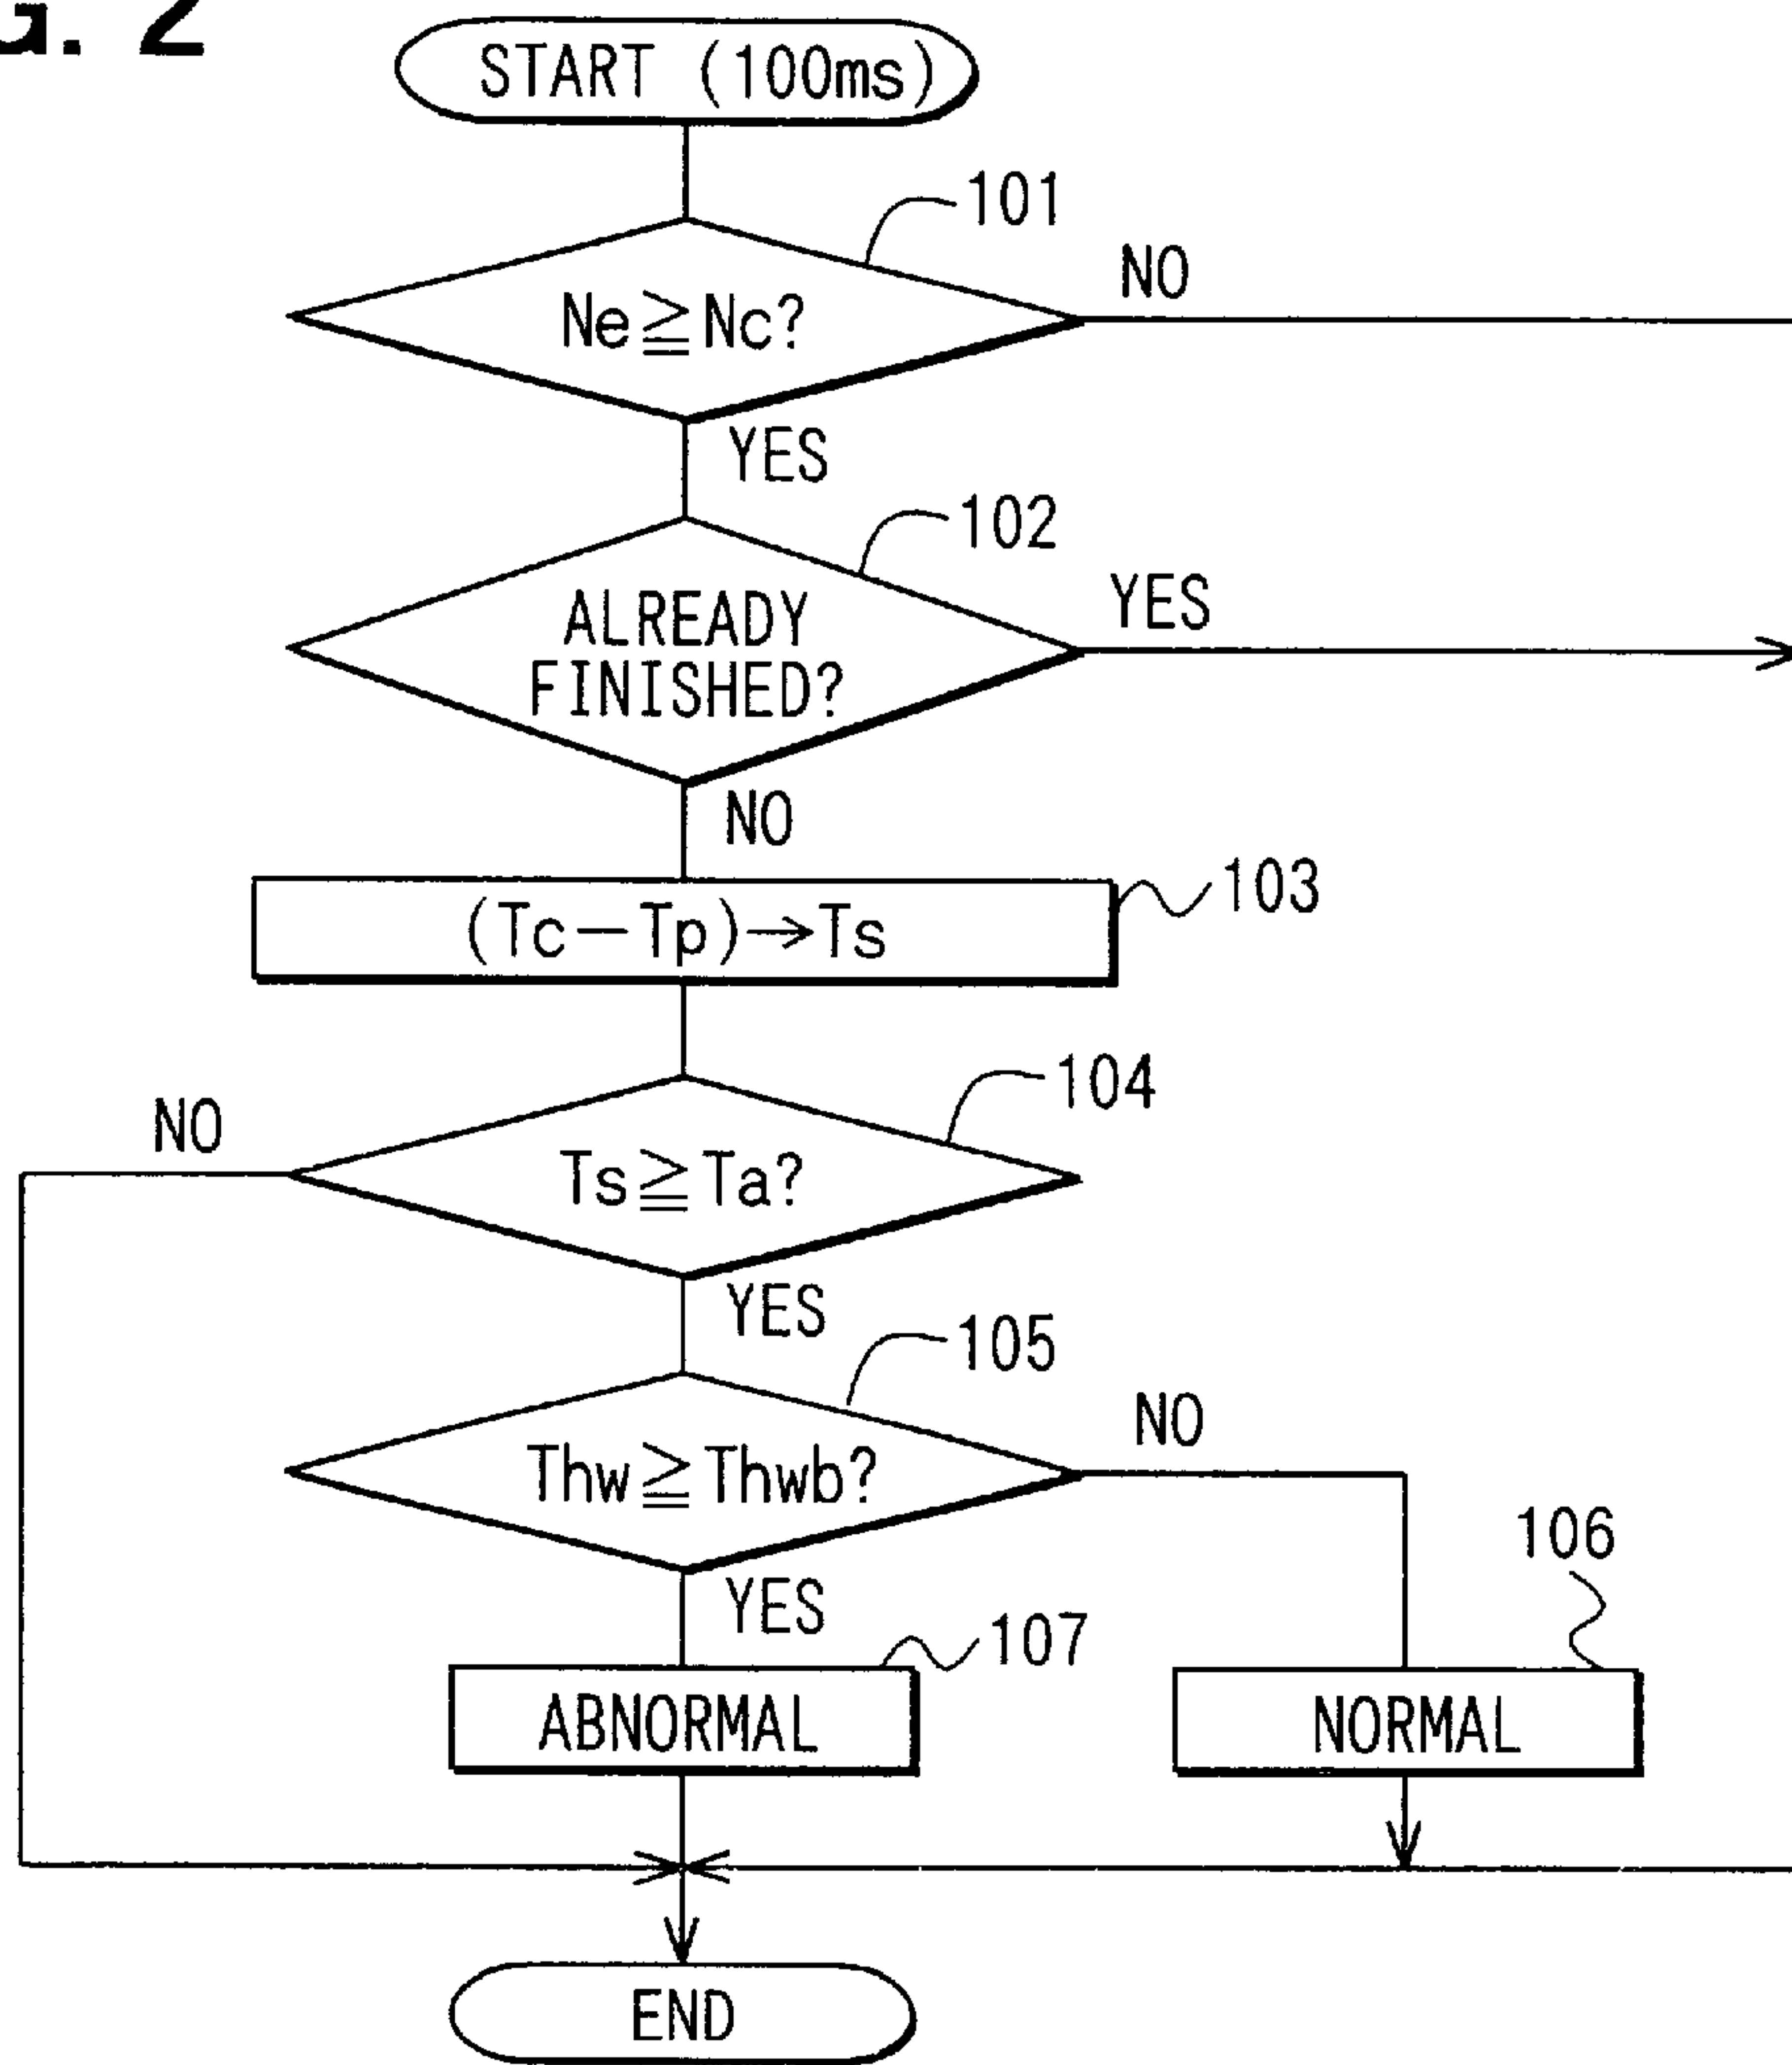 . 2
START (100ms)
101
Ne≧Nc?
NO
YES
102
ALREADY
FINISHED?
YES
NO
103
(Tc−Tp)→Ts
104
NO
Ts≧Ta?
YES
105
Thw≧Thwb?
NO
YES
106
107
ABNORMAL
NORMAL
END